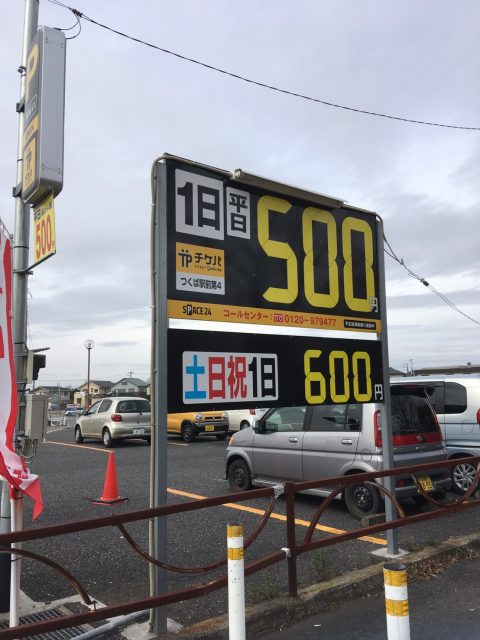 P
500
1日
平日
500円
チケパ
TICKET PARKING
つくば駅前第4
SPACE 24
コールセンター：0120-979477
土日祝1日
600円